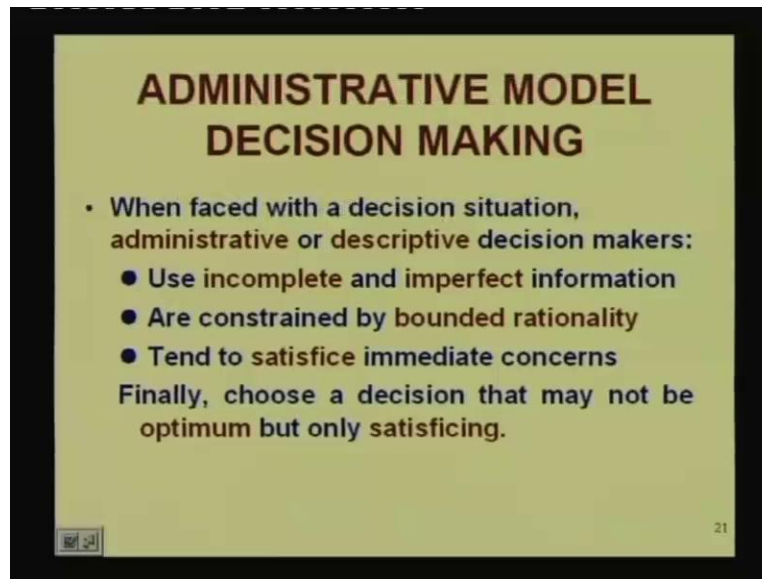 ADMINISTRATIVE MODEL
DECISION MAKING
• When faced with a decision situation,
administrative or descriptive decision makers:
● Use incomplete and imperfect information
● Are constrained by bounded rationality
● Tend to satisfice immediate concerns
Finally, choose a decision that may not be
optimum but only satisficing.
21